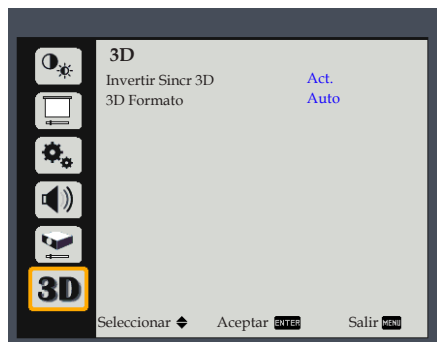 3D
Invertir Sincr 3D Act.
3D Formato Auto
3D
Seleccionar Aceptar ENTER Salir MENU